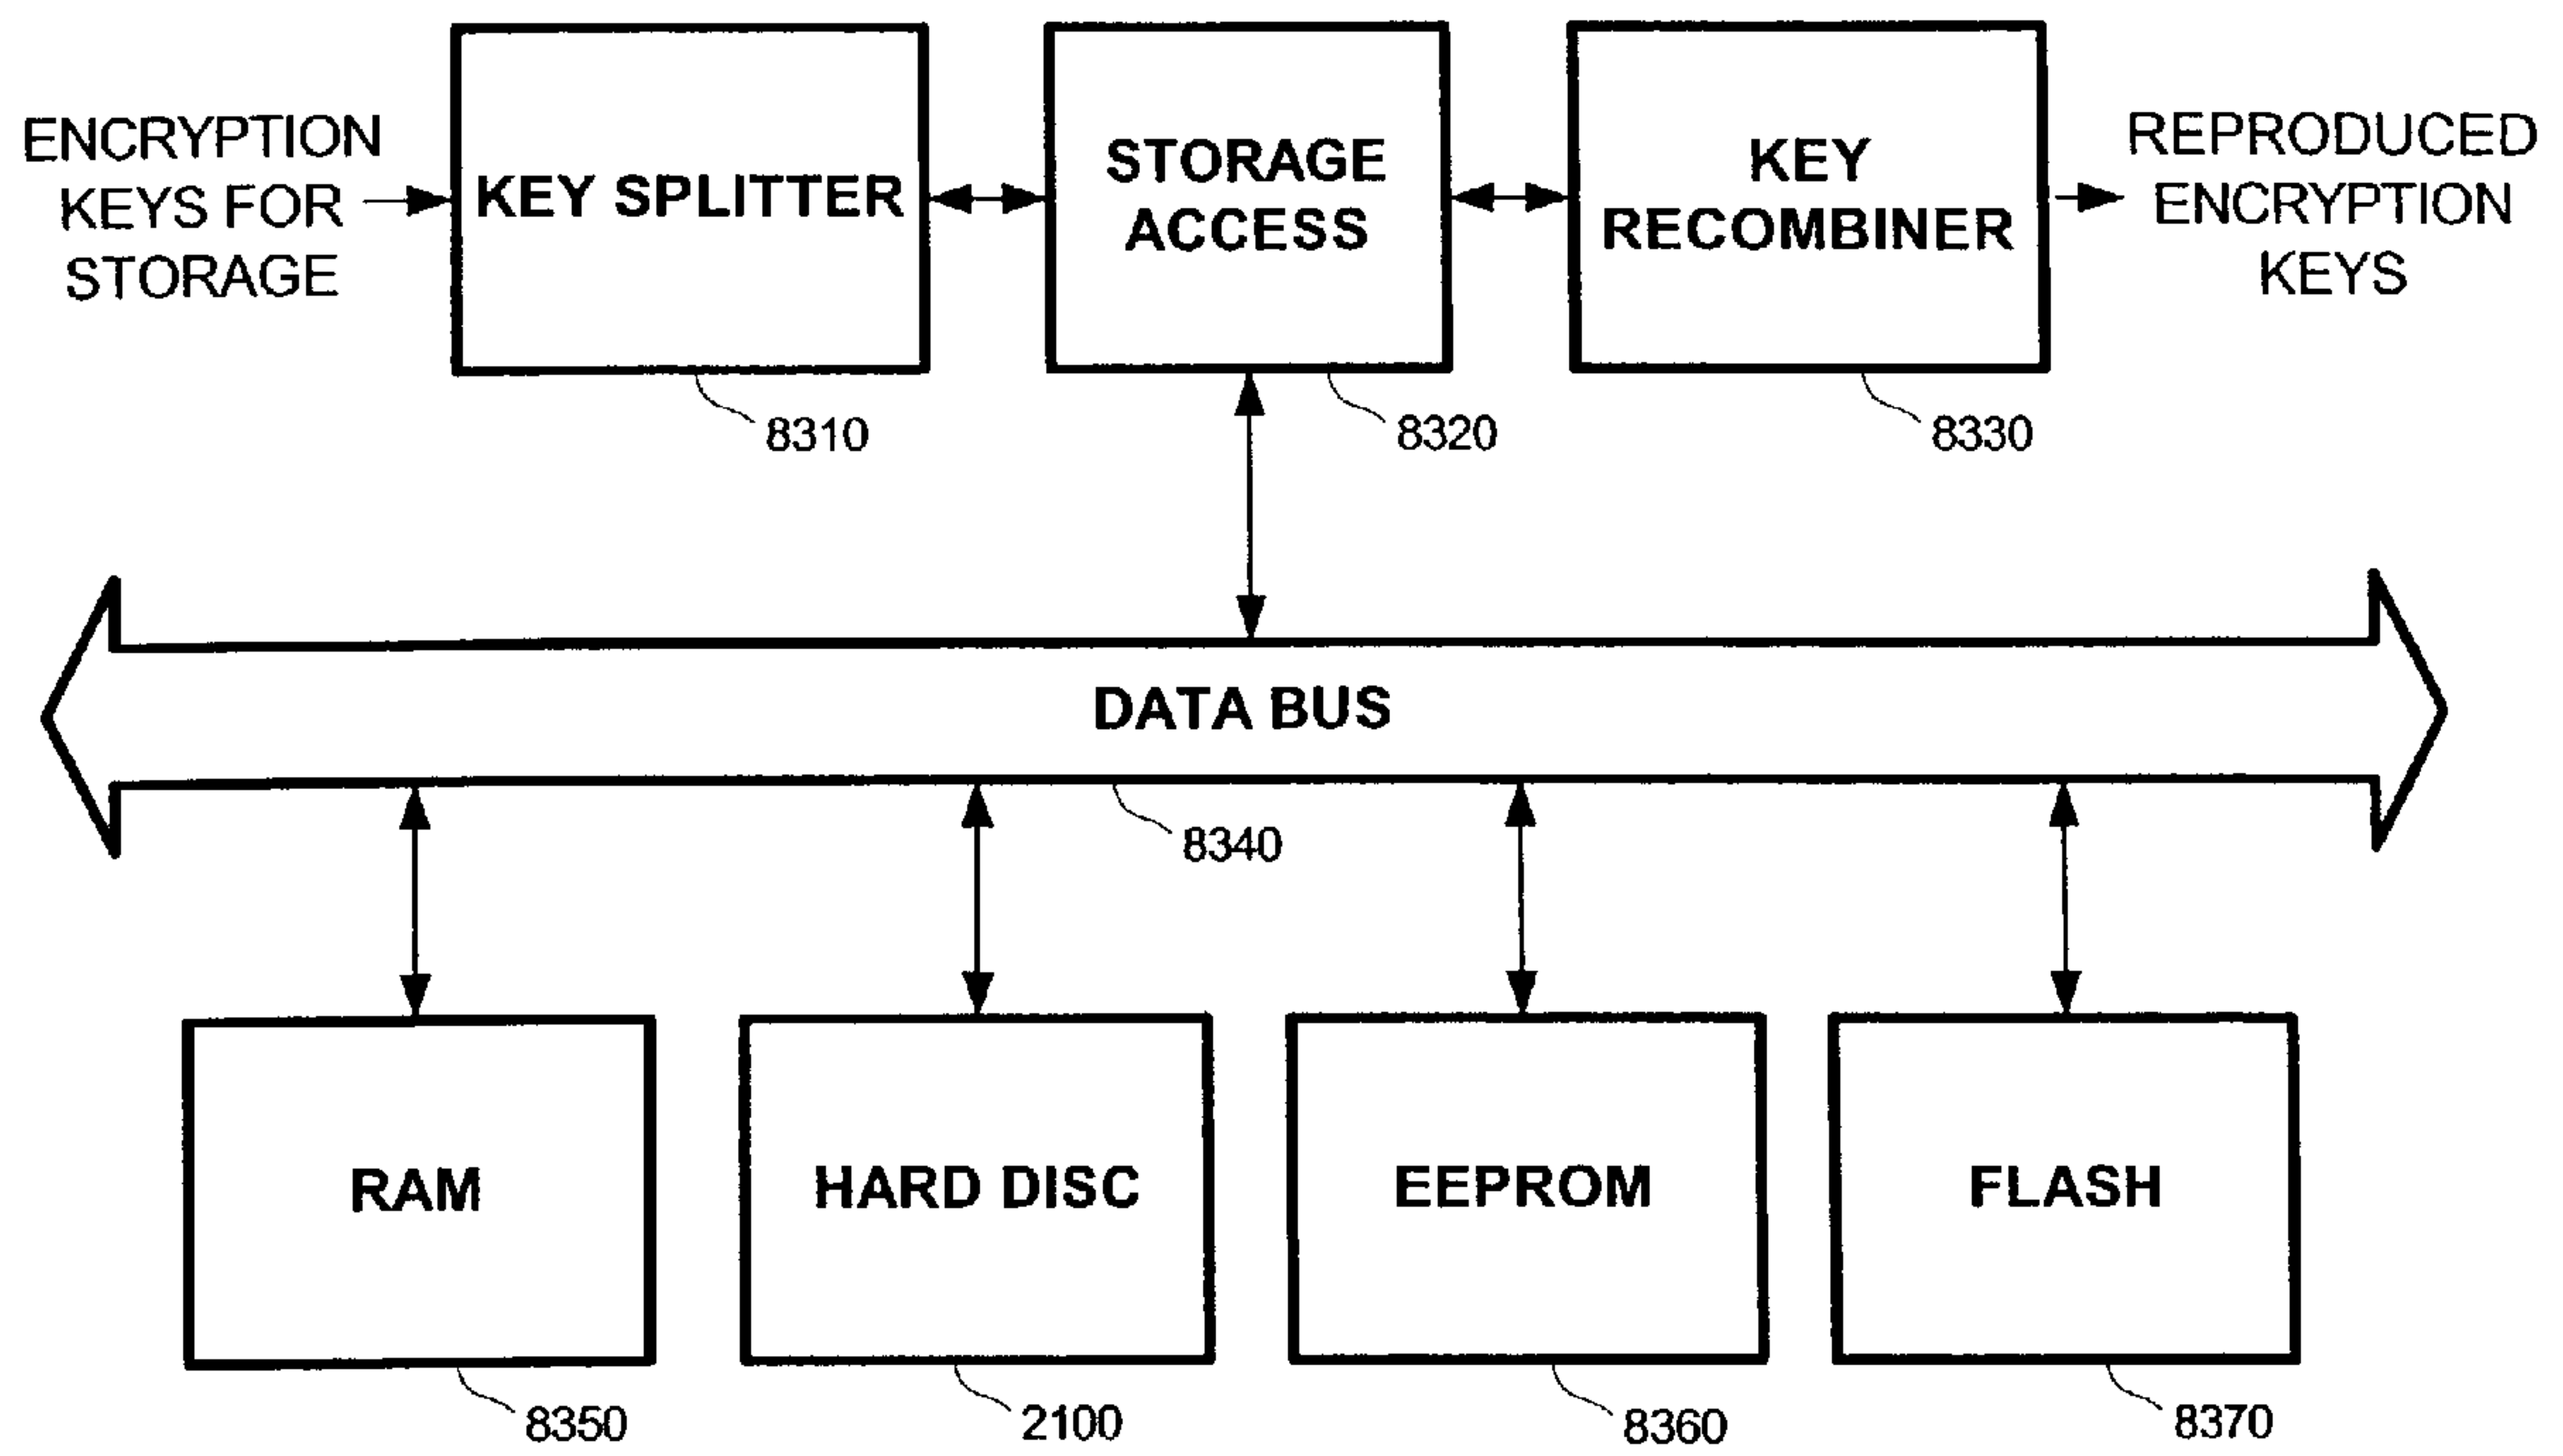 ENCRYPTION
KEYS FOR
STORAGE
KEY SPLITTER
STORAGE
ACCESS
KEY
RECOMBINER
REPRODUCED
ENCRYPTION
KEYS
8310
8320
8330
DATA BUS
8340
RAM
HARD DISC
EEPROM
FLASH
8350
2100
8360
8370